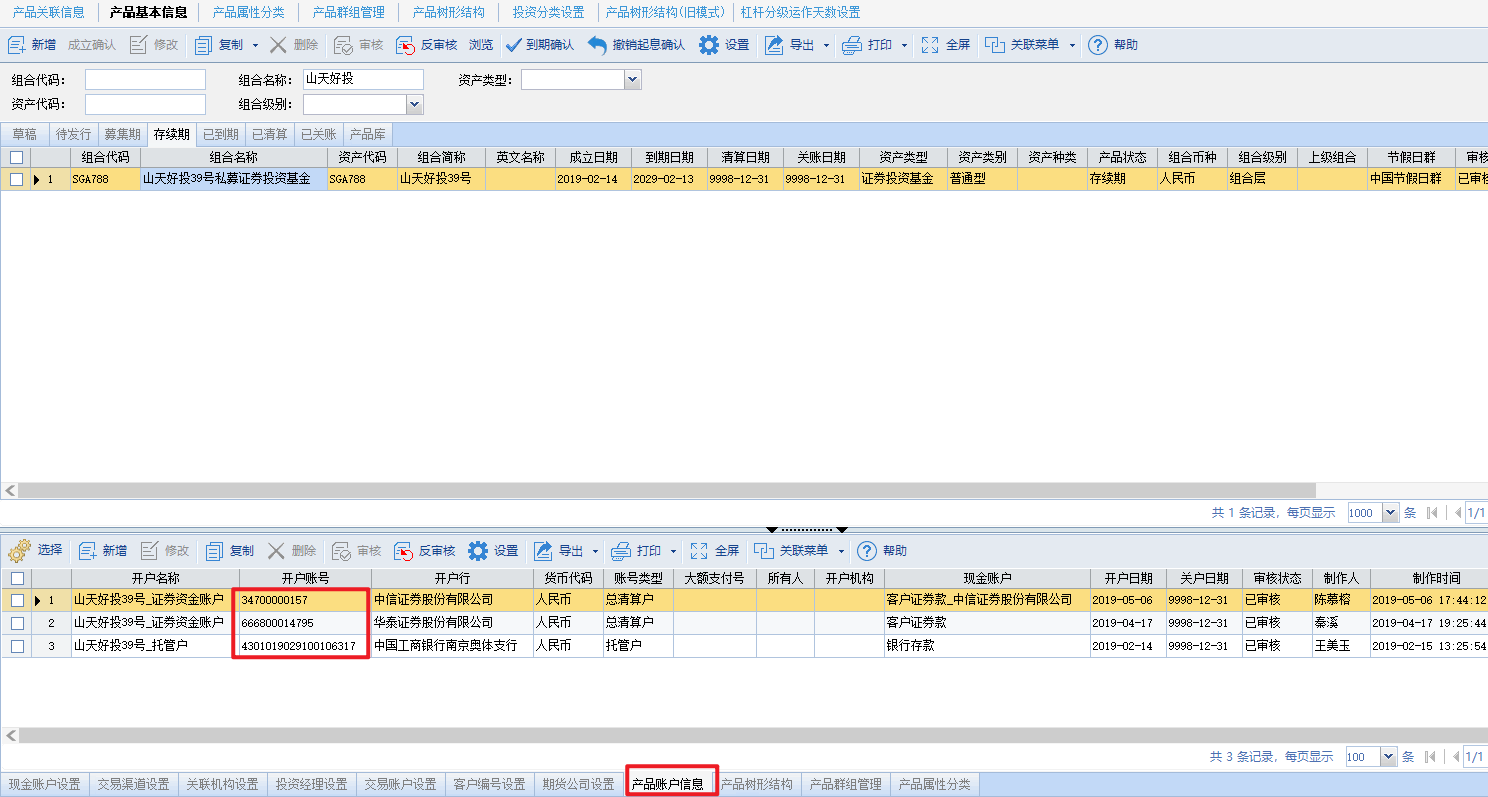 产品关联信息 产品基本信息 产品属性分类 产品群组管理 产品树形结构 投资分类设置 产品树形结构(旧模式) 杠杆分级运作天数设置
新增 成立确认 修改 复制 删除 审核 反审核 浏览 到期确认 撤销起息确认 设置 导出 打印 全屏 关联菜单 帮助
组合代码: 组合名称: 山天好投 资产类型:
资产代码: 组合级别:
草稿 待发行 募集期 存续期 已到期 已清算 已关账 产品库
组合代码 组合名称 资产代码 组合简称 英文名称 成立日期 到期日期 清算日期 关账日期 资产类型 资产类别 资产种类 产品状态 组合币种 组合级别 上级组合 节假日群 审核
1 SGA788 山天好投39号私募证券投资基金 SGA788 山天好投39号 2019-02-14 2029-02-13 9998-12-31 9998-12-31 证券投资基金 普通型 存续期 人民币 组合层 中国节假日群 已审核
共 1 条记录, 每页显示 1000 条 1/1
选择 新增 修改 复制 删除 审核 反审核 设置 导出 打印 全屏 关联菜单 帮助
开户名称 开户账号 开户行 货币代码 账号类型 大额支付号 所有人 开户机构 现金账户 开户日期 关户日期 审核状态 制作人 制作时间
1 山天好投39号_证券资金账户 34700000157 中信证券股份有限公司 人民币 总清算户 客户证券款_中信证券股份有限公司 2019-05-06 9998-12-31 已审核 陈慕榕 2019-05-06 17:44:12
2 山天好投39号_证券资金账户 666800014795 华泰证券股份有限公司 人民币 总清算户 客户证券款 2019-04-17 9998-12-31 已审核 秦溪 2019-04-17 19:25:44
3 山天好投39号_托管户 4301019029100106317 中国工商银行南京奥体支行 人民币 托管户 银行存款 2019-02-14 9998-12-31 已审核 王美玉 2019-02-15 13:25:54
共 3 条记录, 每页显示 100 条 1/1
现金账户设置 交易渠道设置 关联机构设置 投资经理设置 交易账户设置 客户编号设置 期货公司设置 产品账户信息 产品树形结构 产品群组管理 产品属性分类